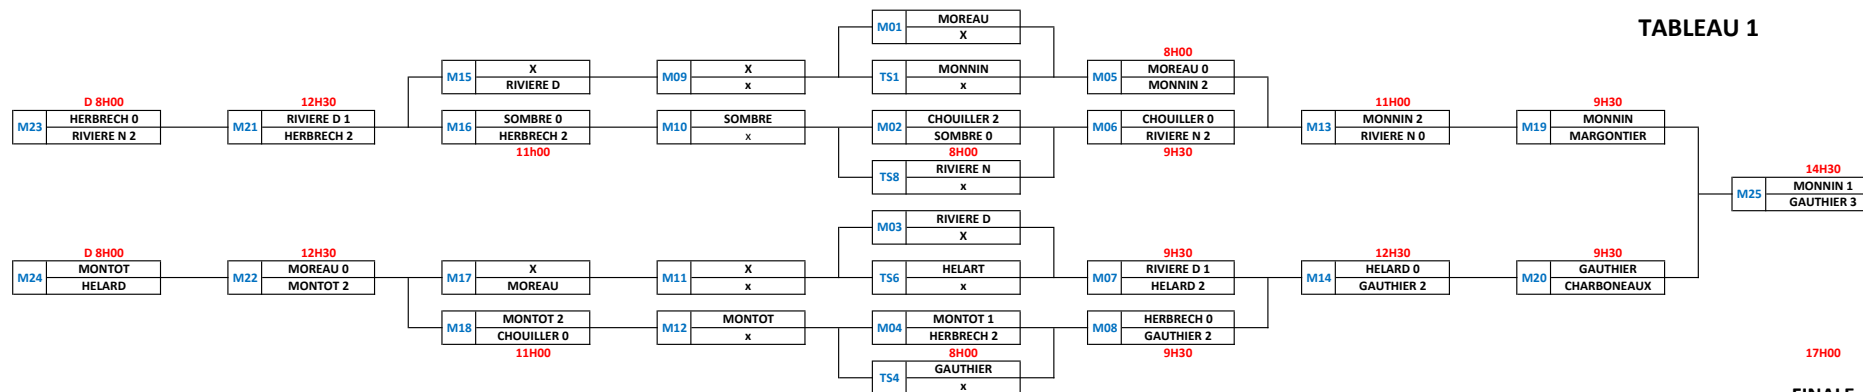 TABLEAU 1
M01 MOREAU
X
8H00
M15 X
RIVIERE D
M09 X
x
TS1 MONNIN
x
M05 MOREAU 0
MONNIN 2
D 8H00
12H30
11H00
9H30
M23 HERBRECH 0
RIVIERE N 2
M21 RIVIERE D 1
HERBRECH 2
M16 SOMBRE 0
HERBRECH 2
11h00
M10 SOMBRE
x
M02 CHOUILLER 2
SOMBRE 0
8H00
M06 CHOUILLER 0
RIVIERE N 2
9H30
M13 MONNIN 2
RIVIERE N 0
M19 MONNIN
MARGONTIER
TS8 RIVIERE N
x
14H30
M25 MONNIN 1
GAUTHIER 3
M03 RIVIERE D
X
D 8H00
12H30
9H30
12H30
9H30
M24 MONTOT
HELARD
M22 MOREAU 0
MONTOT 2
M17 X
MOREAU
M11 X
x
TS6 HELART
x
M07 RIVIERE D 1
HELARD 2
M14 HELARD 0
GAUTHIER 2
M20 GAUTHIER
CHARBONEAUX
M18 MONTOT 2
CHOUILLER 0
11H00
M12 MONTOT
x
M04 MONTOT 1
HERBRECH 2
8H00
M08 HERBRECH 0
GAUTHIER 2
9H30
17H00
TS4 GAUTHIER
x
FINALE